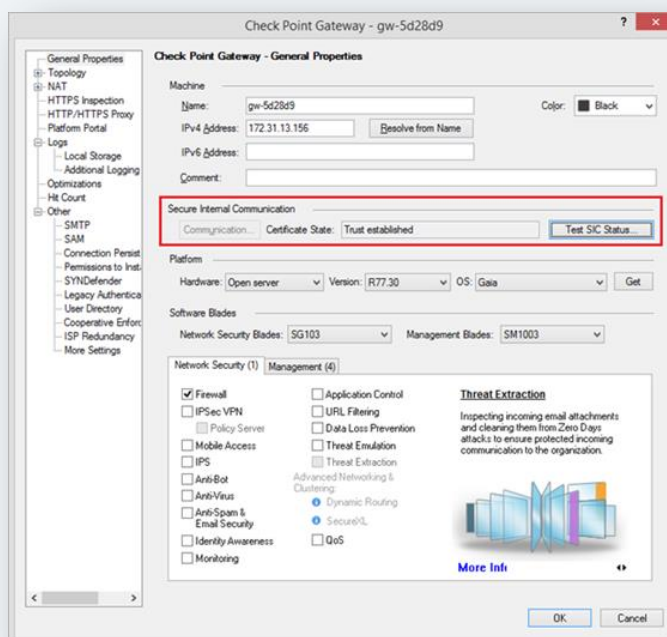 Check Point Gateway - gw-5d28d9
?
General Properties
Topology
NAT
HTTPS Inspection
HTTP/HTTPS Proxy
Platform Portal
Logs
Local Storage
Additional Logging
Optimizations
Hit Count
Other
SMTP
SAM
Connection Persist
Permissions to Inst
SYNDefender
Legacy Authentica
User Directory
Cooperative Enforc
ISP Redundancy
More Settings
Check Point Gateway - General Properties
Machine
Name: gw-5d28d9 Color: Black
IPv4 Address: 172.31.13.156 Resolve from Name
IPv6 Address:
Comment:
Secure Internal Communication
Communication... Certificate State: Trust established Test SIC Status...
Platform
Hardware: Open server Version: R77.30 OS: Gaia Get
Software Blades
Network Security Blades: SG103 Management Blades: SM1003
Network Security (1) Management (4)
Firewall
IPSec VPN
Policy Server
Mobile Access
IPS
Anti-Bot
Anti-Virus
Anti-Spam &
Email Security
Identity Awareness
Monitoring
Application Control
URL Filtering
Data Loss Prevention
Threat Emulation
Threat Extraction
Advanced Networking &
Clustering:
Dynamic Routing
SecureXL
QoS
Threat Extraction
Inspecting incoming email attachments
and cleaning them from Zero Days
attacks to ensure protected incoming
communication to the organization.
More Info
OK Cancel